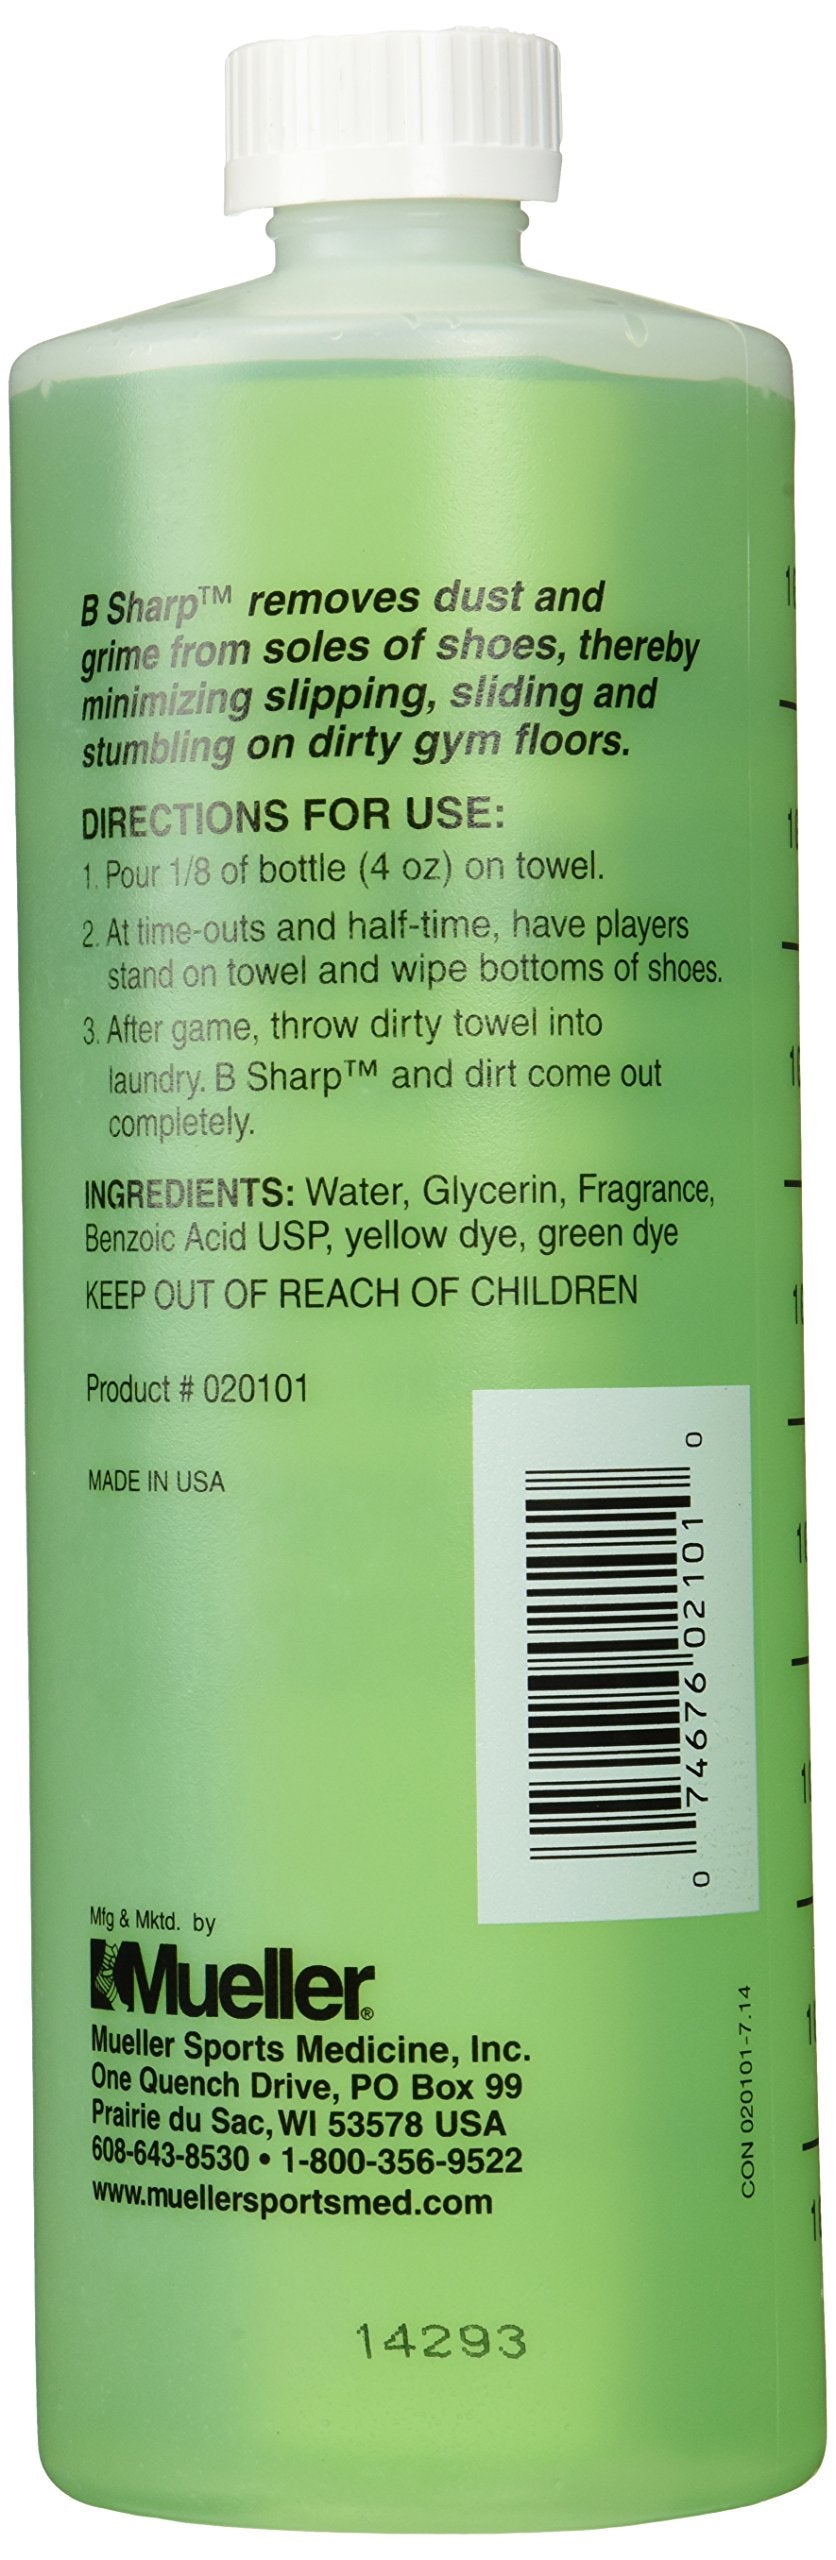 B Sharp™ removes dust and
grime from soles of shoes, thereby
minimizing slipping, sliding and
stumbling on dirty gym floors.
DIRECTIONS FOR USE:
1. Pour 1/8 of bottle (4 oz) on towel.
2. At time-outs and half-time, have players
stand on towel and wipe bottoms of shoes.
3. After game, throw dirty towel into
laundry. B Sharp™ and dirt come out
completely.
INGREDIENTS: Water, Glycerin, Fragrance,
Benzoic Acid USP, yellow dye, green dye
KEEP OUT OF REACH OF CHILDREN
Product # 020101
MADE IN USA
0 74676 02101 0
Mfg & Mktd. by
Mueller®
Mueller Sports Medicine, Inc.
One Quench Drive, PO Box 99
Prairie du Sac, WI 53578 USA
608-643-8530 • 1-800-356-9522
www.muellersportsmed.com
CON 020101-7.14
14293